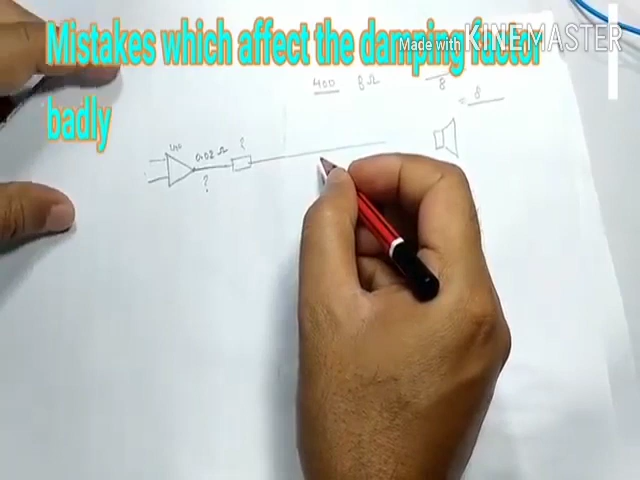 Mistakes which affect the damping factor
Made with KINEMASTER
badly
400 8Ω
8
= 8
0.02 Ω
?
?